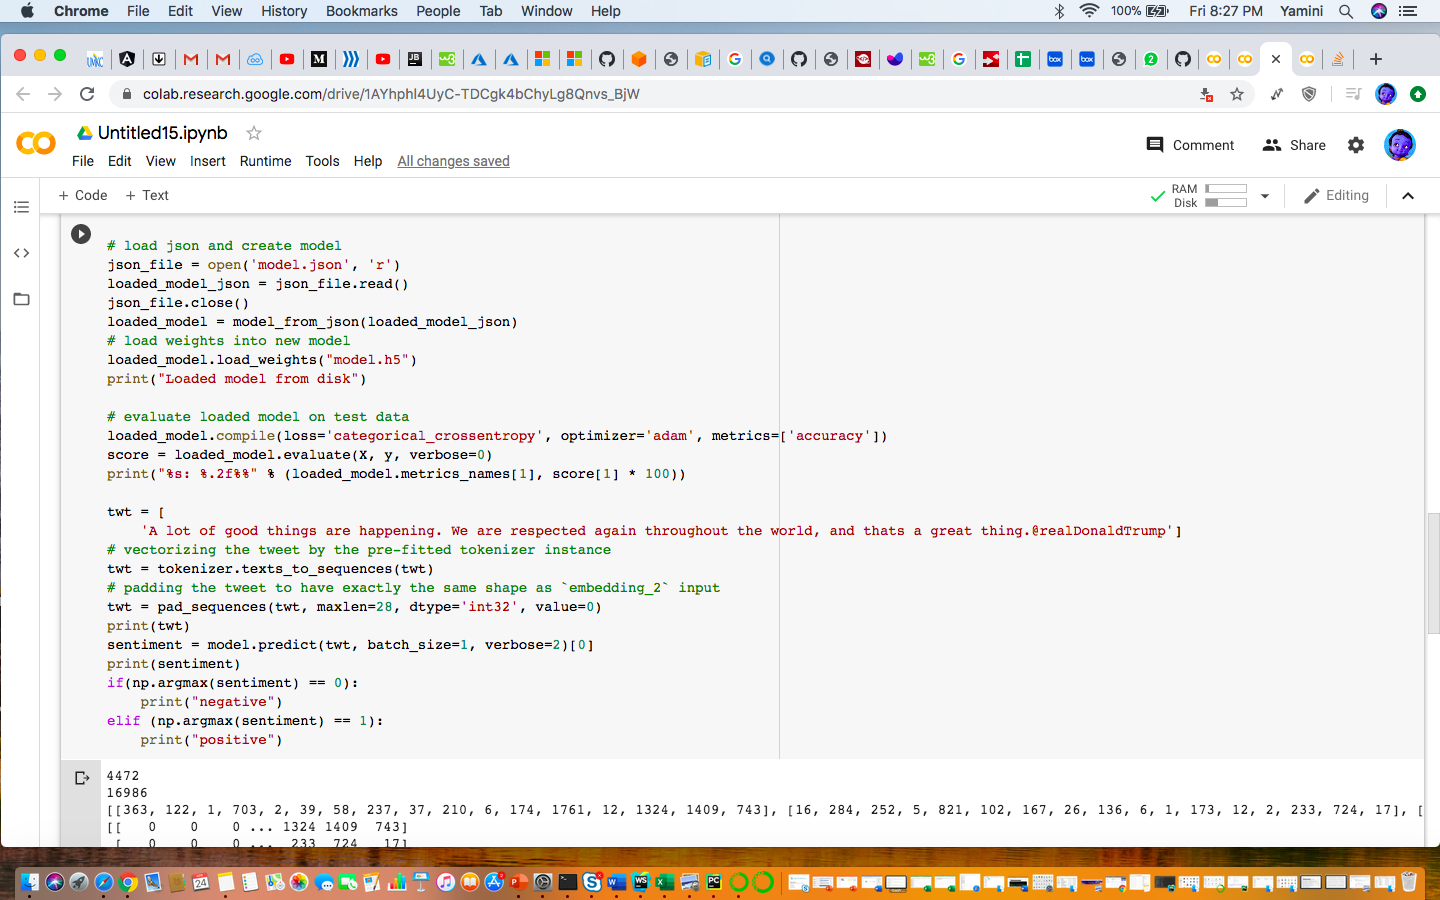 Chrome File Edit View History Bookmarks People Tab Window Help 100% Fri 8:27 PM Yamini
colab.research.google.com/drive/1AYhphI4UyC-TDCgk4bChyLg8Qnvs_BjW
Untitled15.ipynb
File Edit View Insert Runtime Tools Help All changes saved
Comment Share
+ Code + Text
RAM
Disk
Editing
# load json and create model
json_file = open('model.json', 'r')
loaded_model_json = json_file.read()
json_file.close()
loaded_model = model_from_json(loaded_model_json)
# load weights into new model
loaded_model.load_weights("model.h5")
print("Loaded model from disk")
# evaluate loaded model on test data
loaded_model.compile(loss='categorical_crossentropy', optimizer='adam', metrics=['accuracy'])
score = loaded_model.evaluate(X, y, verbose=0)
print("%s: %.2f%%" % (loaded_model.metrics_names[1], score[1] * 100))
twt = [
'A lot of good things are happening. We are respected again throughout the world, and thats a great thing.@realDonaldTrump']
# vectorizing the tweet by the pre-fitted tokenizer instance
twt = tokenizer.texts_to_sequences(twt)
# padding the tweet to have exactly the same shape as `embedding_2` input
twt = pad_sequences(twt, maxlen=28, dtype='int32', value=0)
print(twt)
sentiment = model.predict(twt, batch_size=1, verbose=2)[0]
print(sentiment)
if(np.argmax(sentiment) == 0):
print("negative")
elif (np.argmax(sentiment) == 1):
print("positive")
4472
16986
[[363, 122, 1, 703, 2, 39, 58, 237, 37, 210, 6, 174, 1761, 12, 1324, 1409, 743], [16, 284, 252, 5, 821, 102, 167, 26, 136, 6, 1, 173, 12, 2, 233, 724, 17], [
[[ 0 0 0 ... 1324 1409 743]
[ 0 0 0 ... 233 724 17]